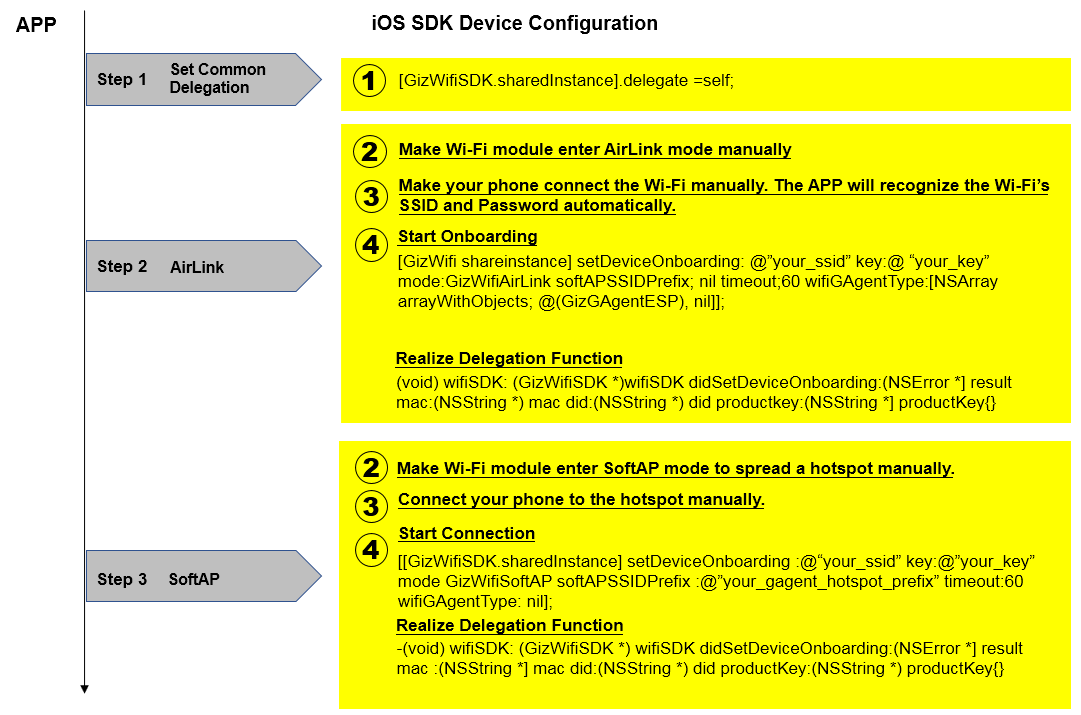 APP
iOS SDK Device Configuration
Step 1
Set Common
Delegation
1
[GizWifiSDK.sharedInstance].delegate =self;
Step 2
AirLink
2
Make Wi-Fi module enter AirLink mode manually
3
Make your phone connect the Wi-Fi manually. The APP will recognize the Wi-Fi’s
SSID and Password automatically.
4
Start Onboarding
[GizWifi shareinstance] setDeviceOnboarding: @”your_ssid” key:@ “your_key”
mode:GizWifiAirLink softAPSSIDPrefix; nil timeout;60 wifiGAgentType:[NSArray
arrayWithObjects; @(GizGAgentESP), nil]];
Realize Delegation Function
(void) wifiSDK: (GizWifiSDK *)wifiSDK didSetDeviceOnboarding:(NSError *] result
mac:(NSString *) mac did:(NSString *) did productkey:(NSString *] productKey{}
Step 3
SoftAP
2
Make Wi-Fi module enter SoftAP mode to spread a hotspot manually.
3
Connect your phone to the hotspot manually.
4
Start Connection
[[GizWifiSDK.sharedInstance] setDeviceOnboarding :@“your_ssid” key:@”your_key”
mode GizWifiSoftAP softAPSSIDPrefix :@”your_gagent_hotspot_prefix” timeout:60
wifiGAgentType: nil];
Realize Delegation Function
-(void) wifiSDK: (GizWifiSDK *) wifiSDK didSetDeviceOnboarding:(NSError *] result
mac :(NSString *] mac did:(NSString *) did productKey:(NSString *) productKey{}